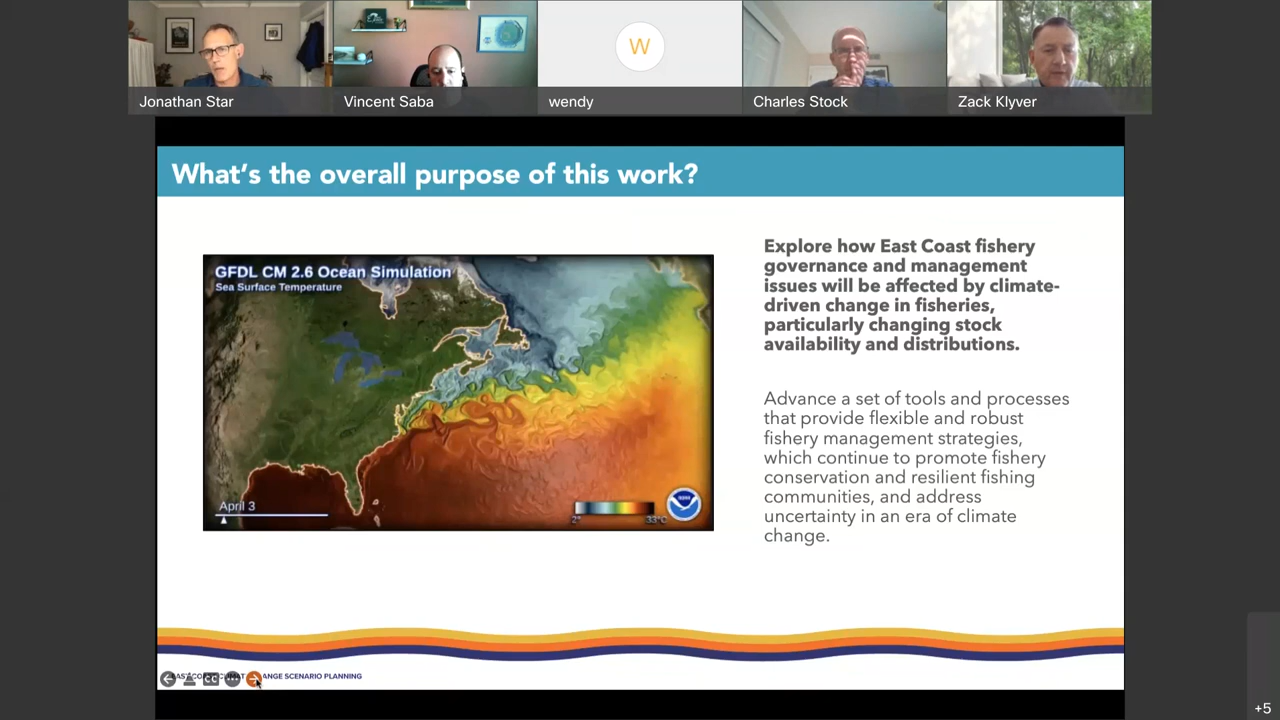 W
Jonathan Star
Vincent Saba
wendy
Charles Stock
Zack Klyver
What's the overall purpose of this work?
GFDL CM 2.6 Ocean Simulation
Sea Surface Temperature
April 3
2°
33°C
Explore how East Coast fishery
governance and management
issues will be affected by climate-
driven change in fisheries,
particularly changing stock
availability and distributions.
Advance a set of tools and processes
that provide flexible and robust
fishery management strategies,
which continue to promote fishery
conservation and resilient fishing
communities, and address
uncertainty in an era of climate
change.
CC
ANGE SCENARIO PLANNING
+5